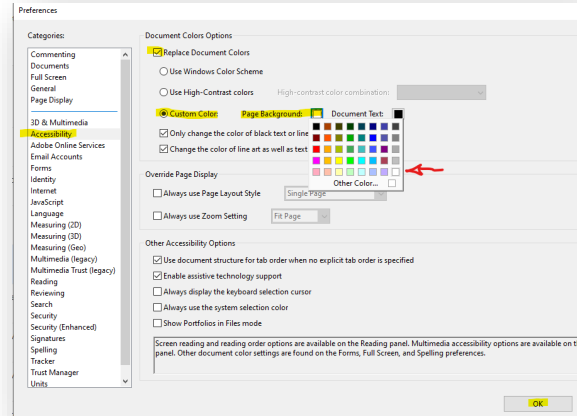 Preferences
Categories:
Commenting
Documents
Full Screen
General
Page Display
3D & Multimedia
Accessibility
Adobe Online Services
Email Accounts
Forms
Identity
Internet
JavaScript
Language
Measuring (2D)
Measuring (3D)
Measuring (Geo)
Multimedia (legacy)
Multimedia Trust (legacy)
Reading
Reviewing
Search
Security
Security (Enhanced)
Signatures
Spelling
Tracker
Trust Manager
Units
Document Colors Options
Replace Document Colors
Use Windows Color Scheme
Use High-Contrast colors High-contrast color combination:
Custom Color: Page Background: Document Text:
Only change the color of black text or line
Change the color of line art as well as text
Other Color...
Override Page Display
Always use Page Layout Style Single Page
Always use Zoom Setting Fit Page
Other Accessibility Options
Use document structure for tab order when no explicit tab order is specified
Enable assistive technology support
Always display the keyboard selection cursor
Always use the system selection color
Show Portfolios in Files mode
Screen reading and reading order options are available on the Reading panel. Multimedia accessibility options are available on
panel. Other document color settings are found on the Forms, Full Screen, and Spelling preferences.
OK